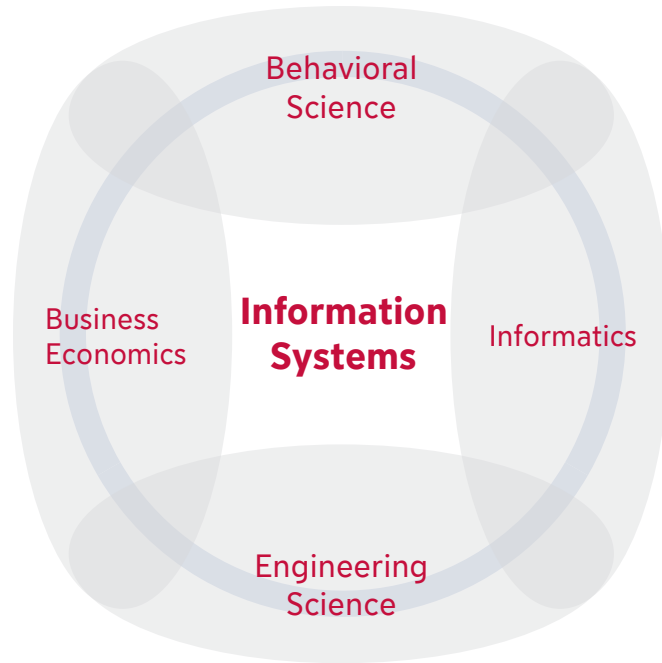 Behavioral
Science
Business
Economics
Information
Systems
Informatics
Engineering
Science